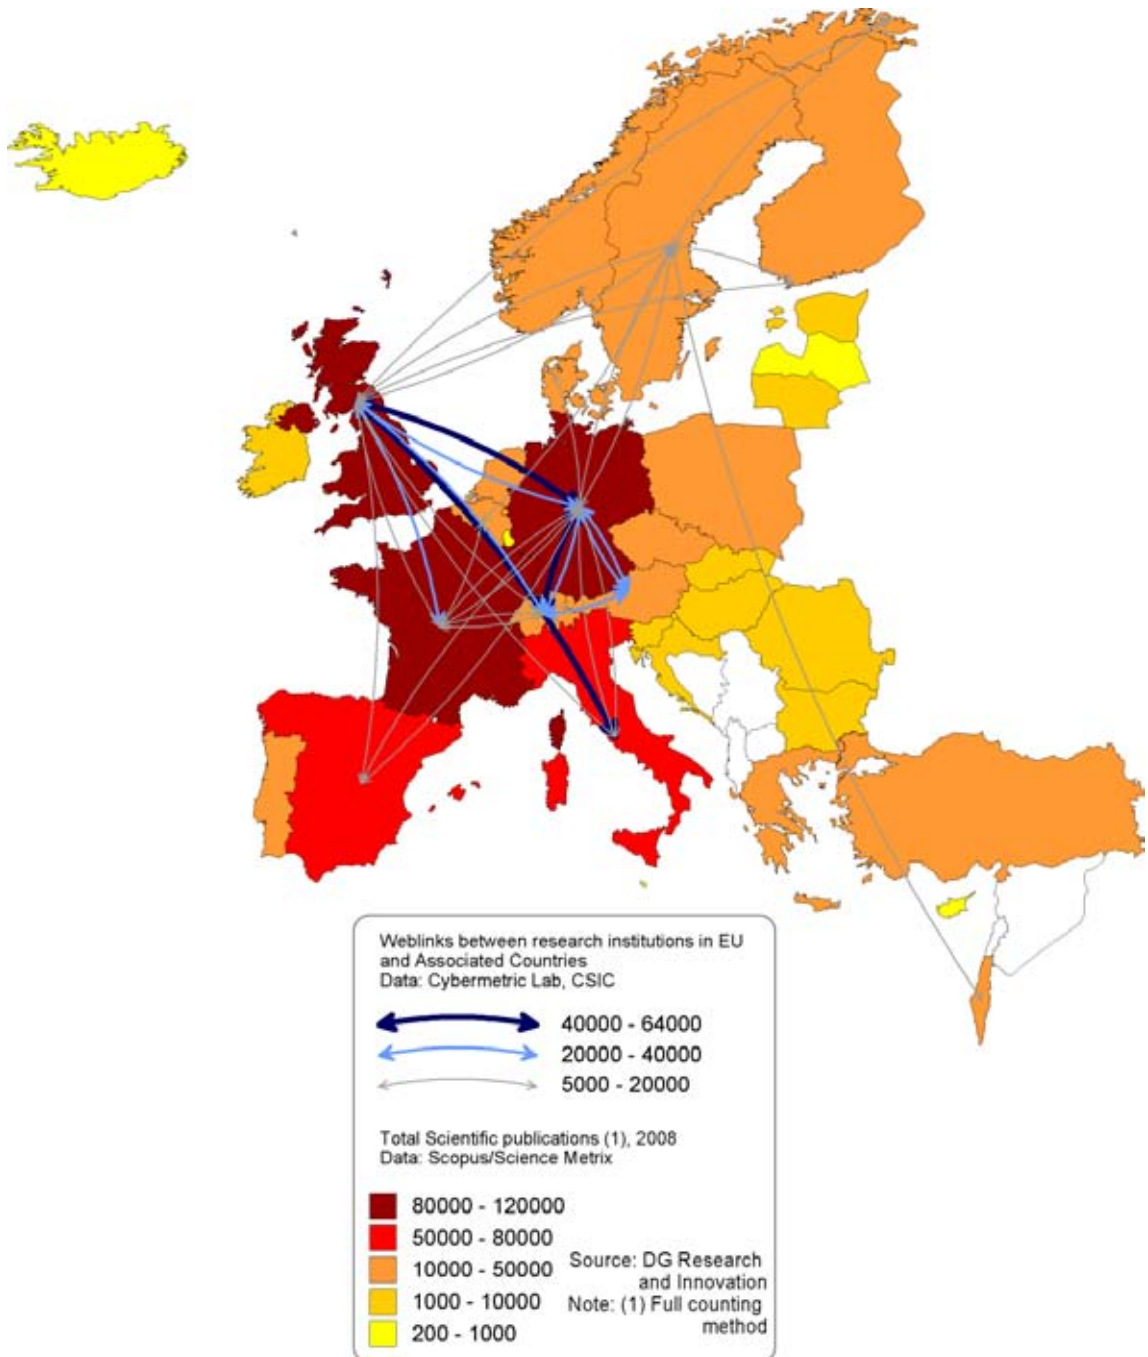 Weblinks between research institutions in EU
and Associated Countries
Data: Cybermetric Lab, CSIC
40000 - 64000
20000 - 40000
5000 - 20000
Total Scientific publications (1), 2008
Data: Scopus/Science Metrix
80000 - 120000
50000 - 80000
10000 - 50000
1000 - 10000
200 - 1000
Source: DG Research
and Innovation
Note: (1) Full counting
method